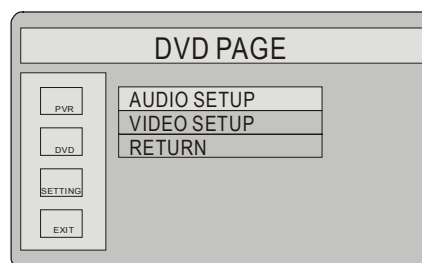 DVD PAGE
PVR
DVD
SETTING
EXIT
AUDIO SETUP
VIDEO SETUP
RETURN